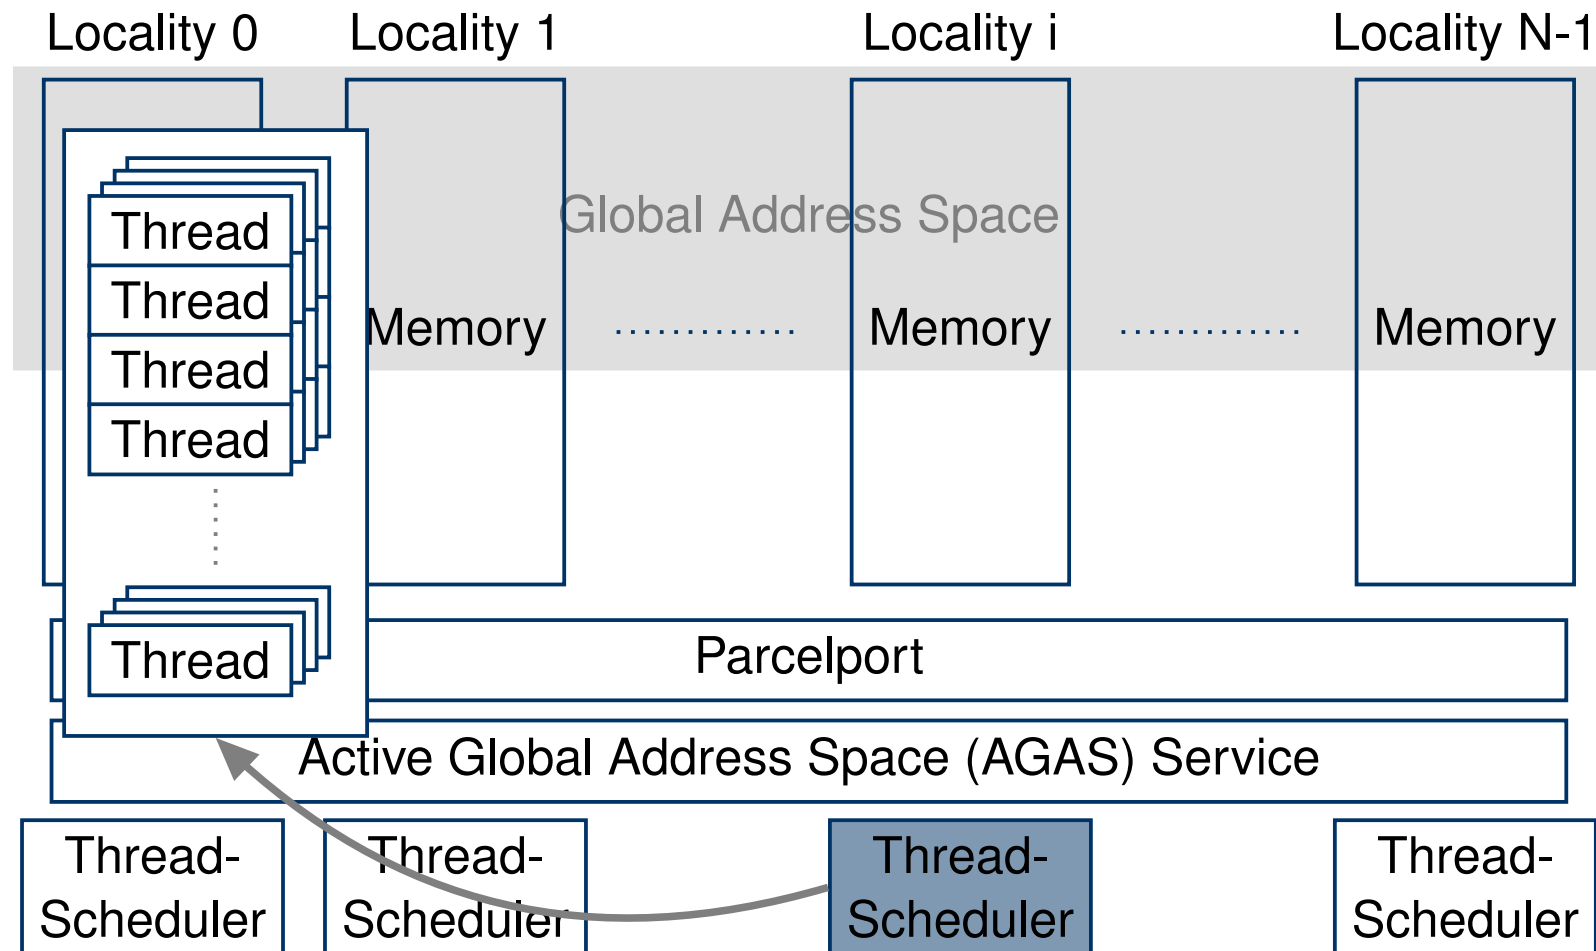 Locality 0
Locality 1
Locality i
Locality N-1
Global Address Space
Thread
Thread
Thread
Thread
Memory
Memory
Memory
Thread
Parcelport
Active Global Address Space (AGAS) Service
Thread-
Scheduler
Thread-
Scheduler
Thread-
Scheduler
Thread-
Scheduler